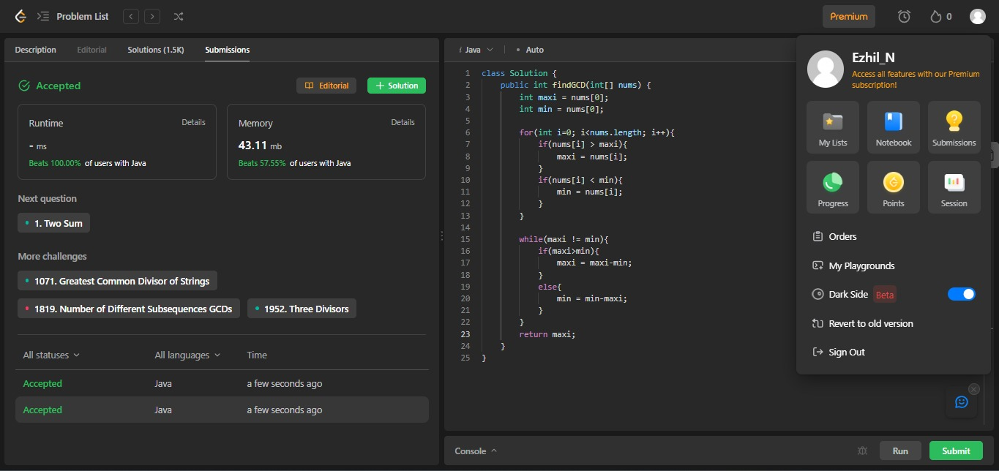 Problem List
Premium
0
Description Editorial Solutions (1.5K) Submissions
Accepted
Editorial
Solution
Runtime Details
- ms
Beats 100.00% of users with Java
Memory Details
43.11 mb
Beats 57.55% of users with Java
Next question
1. Two Sum
More challenges
1071. Greatest Common Divisor of Strings
1819. Number of Different Subsequences GCDs
1952. Three Divisors
All statuses All languages Time
Accepted Java a few seconds ago
Accepted Java a few seconds ago
i Java • Auto
1 class Solution {
2 public int findGCD(int[] nums) {
3 int maxi = nums[0];
4 int min = nums[0];
5
6 for(int i=0; i<nums.length; i++){
7 if(nums[i] > maxi){
8 maxi = nums[i];
9 }
10 if(nums[i] < min){
11 min = nums[i];
12 }
13 }
14
15 while(maxi != min){
16 if(maxi>min){
17 maxi = maxi-min;
18 }
19 else{
20 min = min-maxi;
21 }
22 }
23 return maxi;
24 }
25 }
Ezhil_N
Access all features with our Premium
subscription!
My Lists Notebook Submissions
Progress Points Session
Orders
My Playgrounds
Dark Side Beta
Revert to old version
Sign Out
Console
Run
Submit